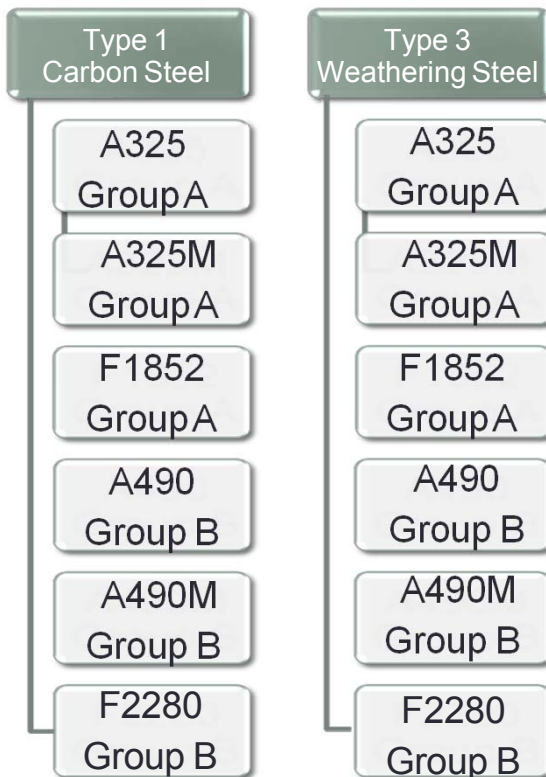 Type 1
Carbon Steel
A325
Group A
A325M
Group A
F1852
Group A
A490
Group B
A490M
Group B
F2280
Group B
Type 3
Weathering Steel
A325
Group A
A325M
Group A
F1852
Group A
A490
Group B
A490M
Group B
F2280
Group B